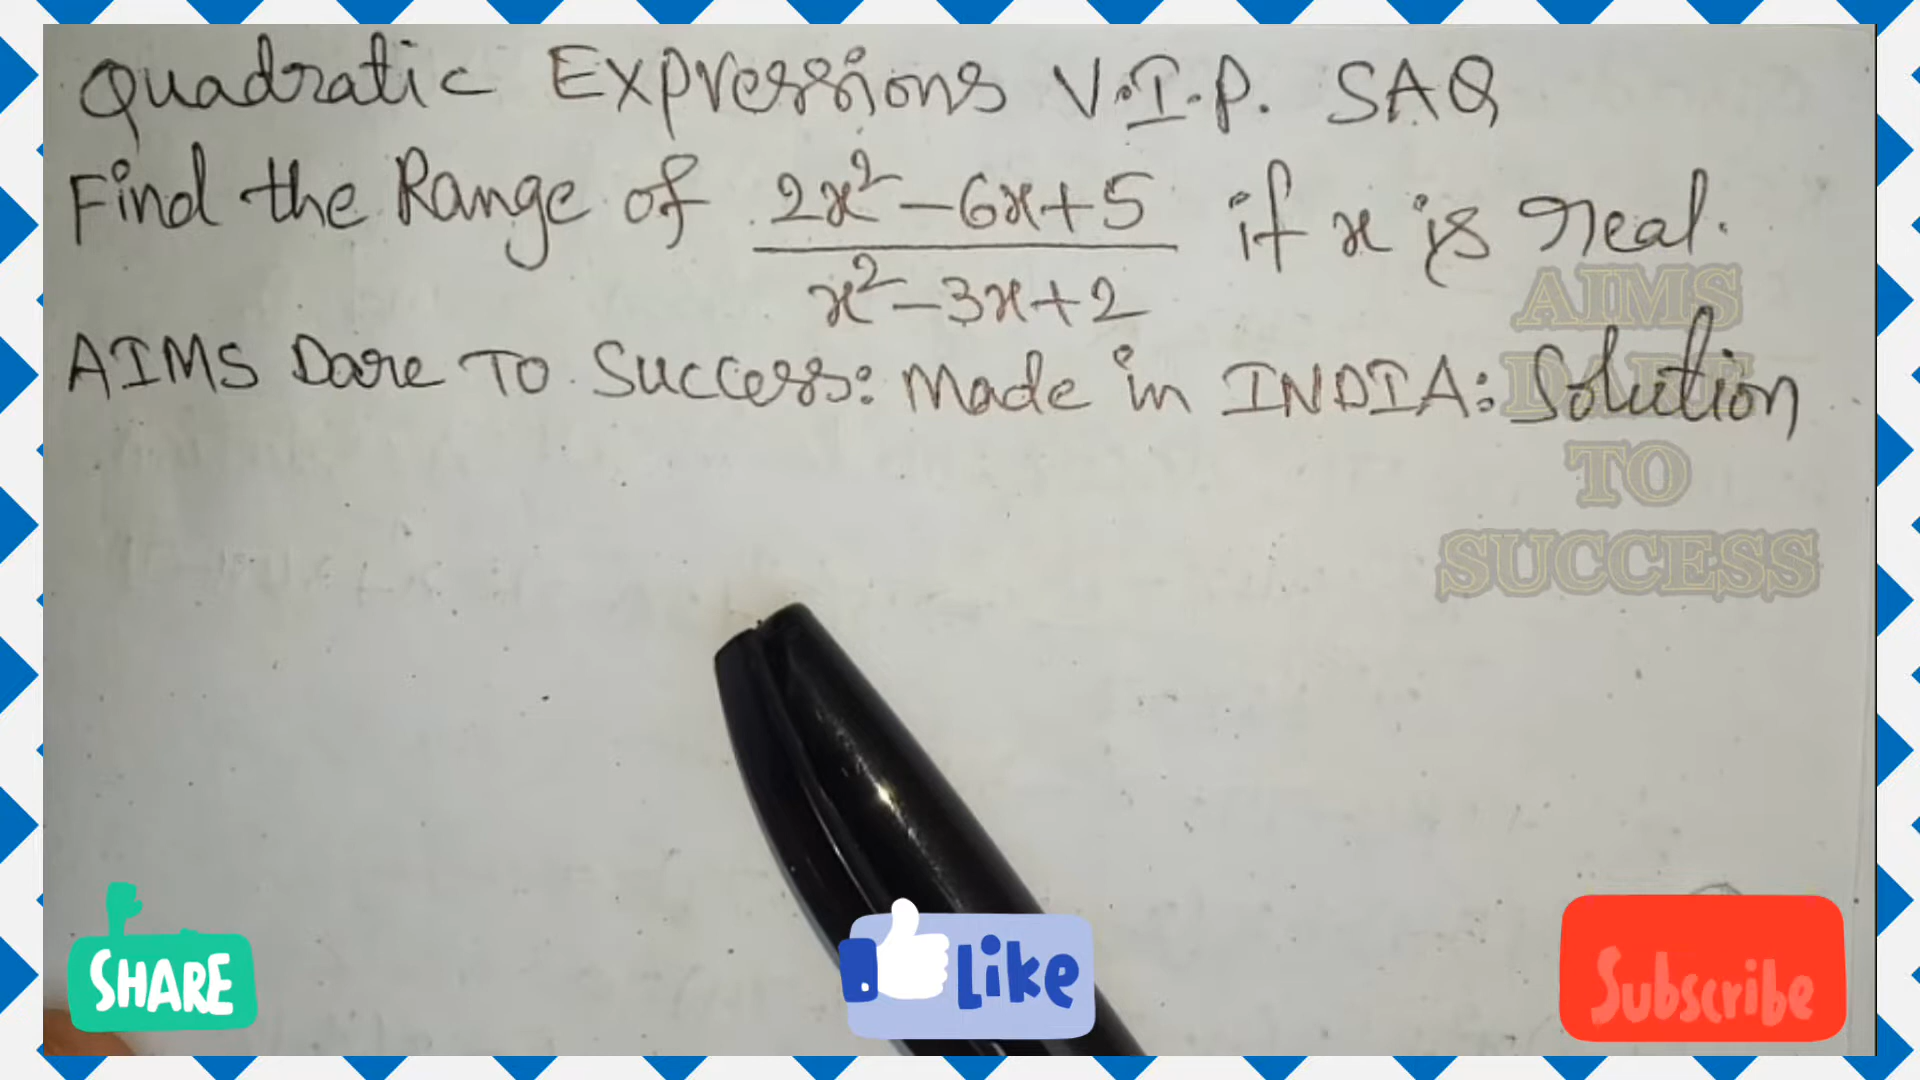 Quadratic Expressions V.I.P. SAQ
Find the Range of 2x²-6x+5 / x²-3x+2 if x is real.
AIMS Dare To Success: Made in INDIA: Solution
AIMS
DARE
TO
SUCCESS
SHARE
Like
Subscribe